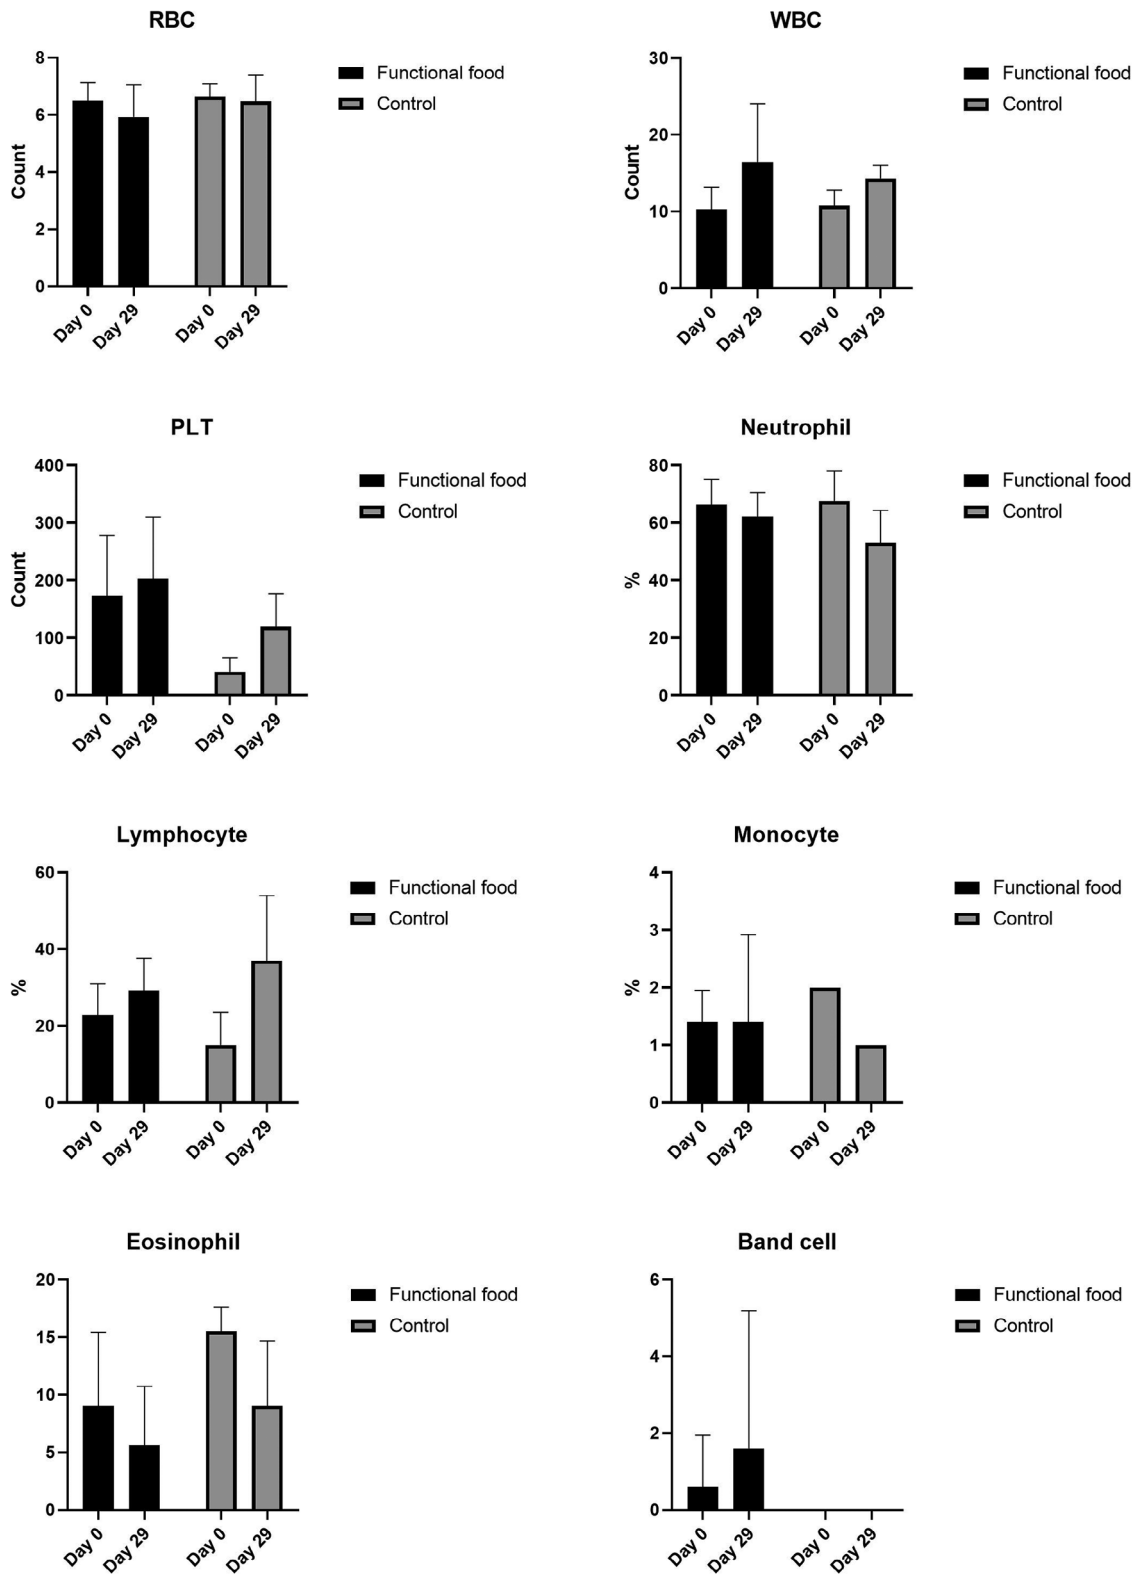 RBC
8
6
4
2
0
Count
Day 0
Day 29
Day 0
Day 29
Functional food
Control
WBC
30
20
10
0
Count
Day 0
Day 29
Day 0
Day 29
Functional food
Control
PLT
400
300
200
100
0
Count
Day 0
Day 29
Day 0
Day 29
Functional food
Control
Neutrophil
80
60
40
20
0
%
Day 0
Day 29
Day 0
Day 29
Functional food
Control
Lymphocyte
60
40
20
0
%
Day 0
Day 29
Day 0
Day 29
Functional food
Control
Monocyte
4
3
2
1
0
%
Day 0
Day 29
Day 0
Day 29
Functional food
Control
Eosinophil
20
15
10
5
0
Day 0
Day 29
Day 0
Day 29
Functional food
Control
Band cell
6
4
2
0
Day 0
Day 29
Day 0
Day 29
Functional food
Control